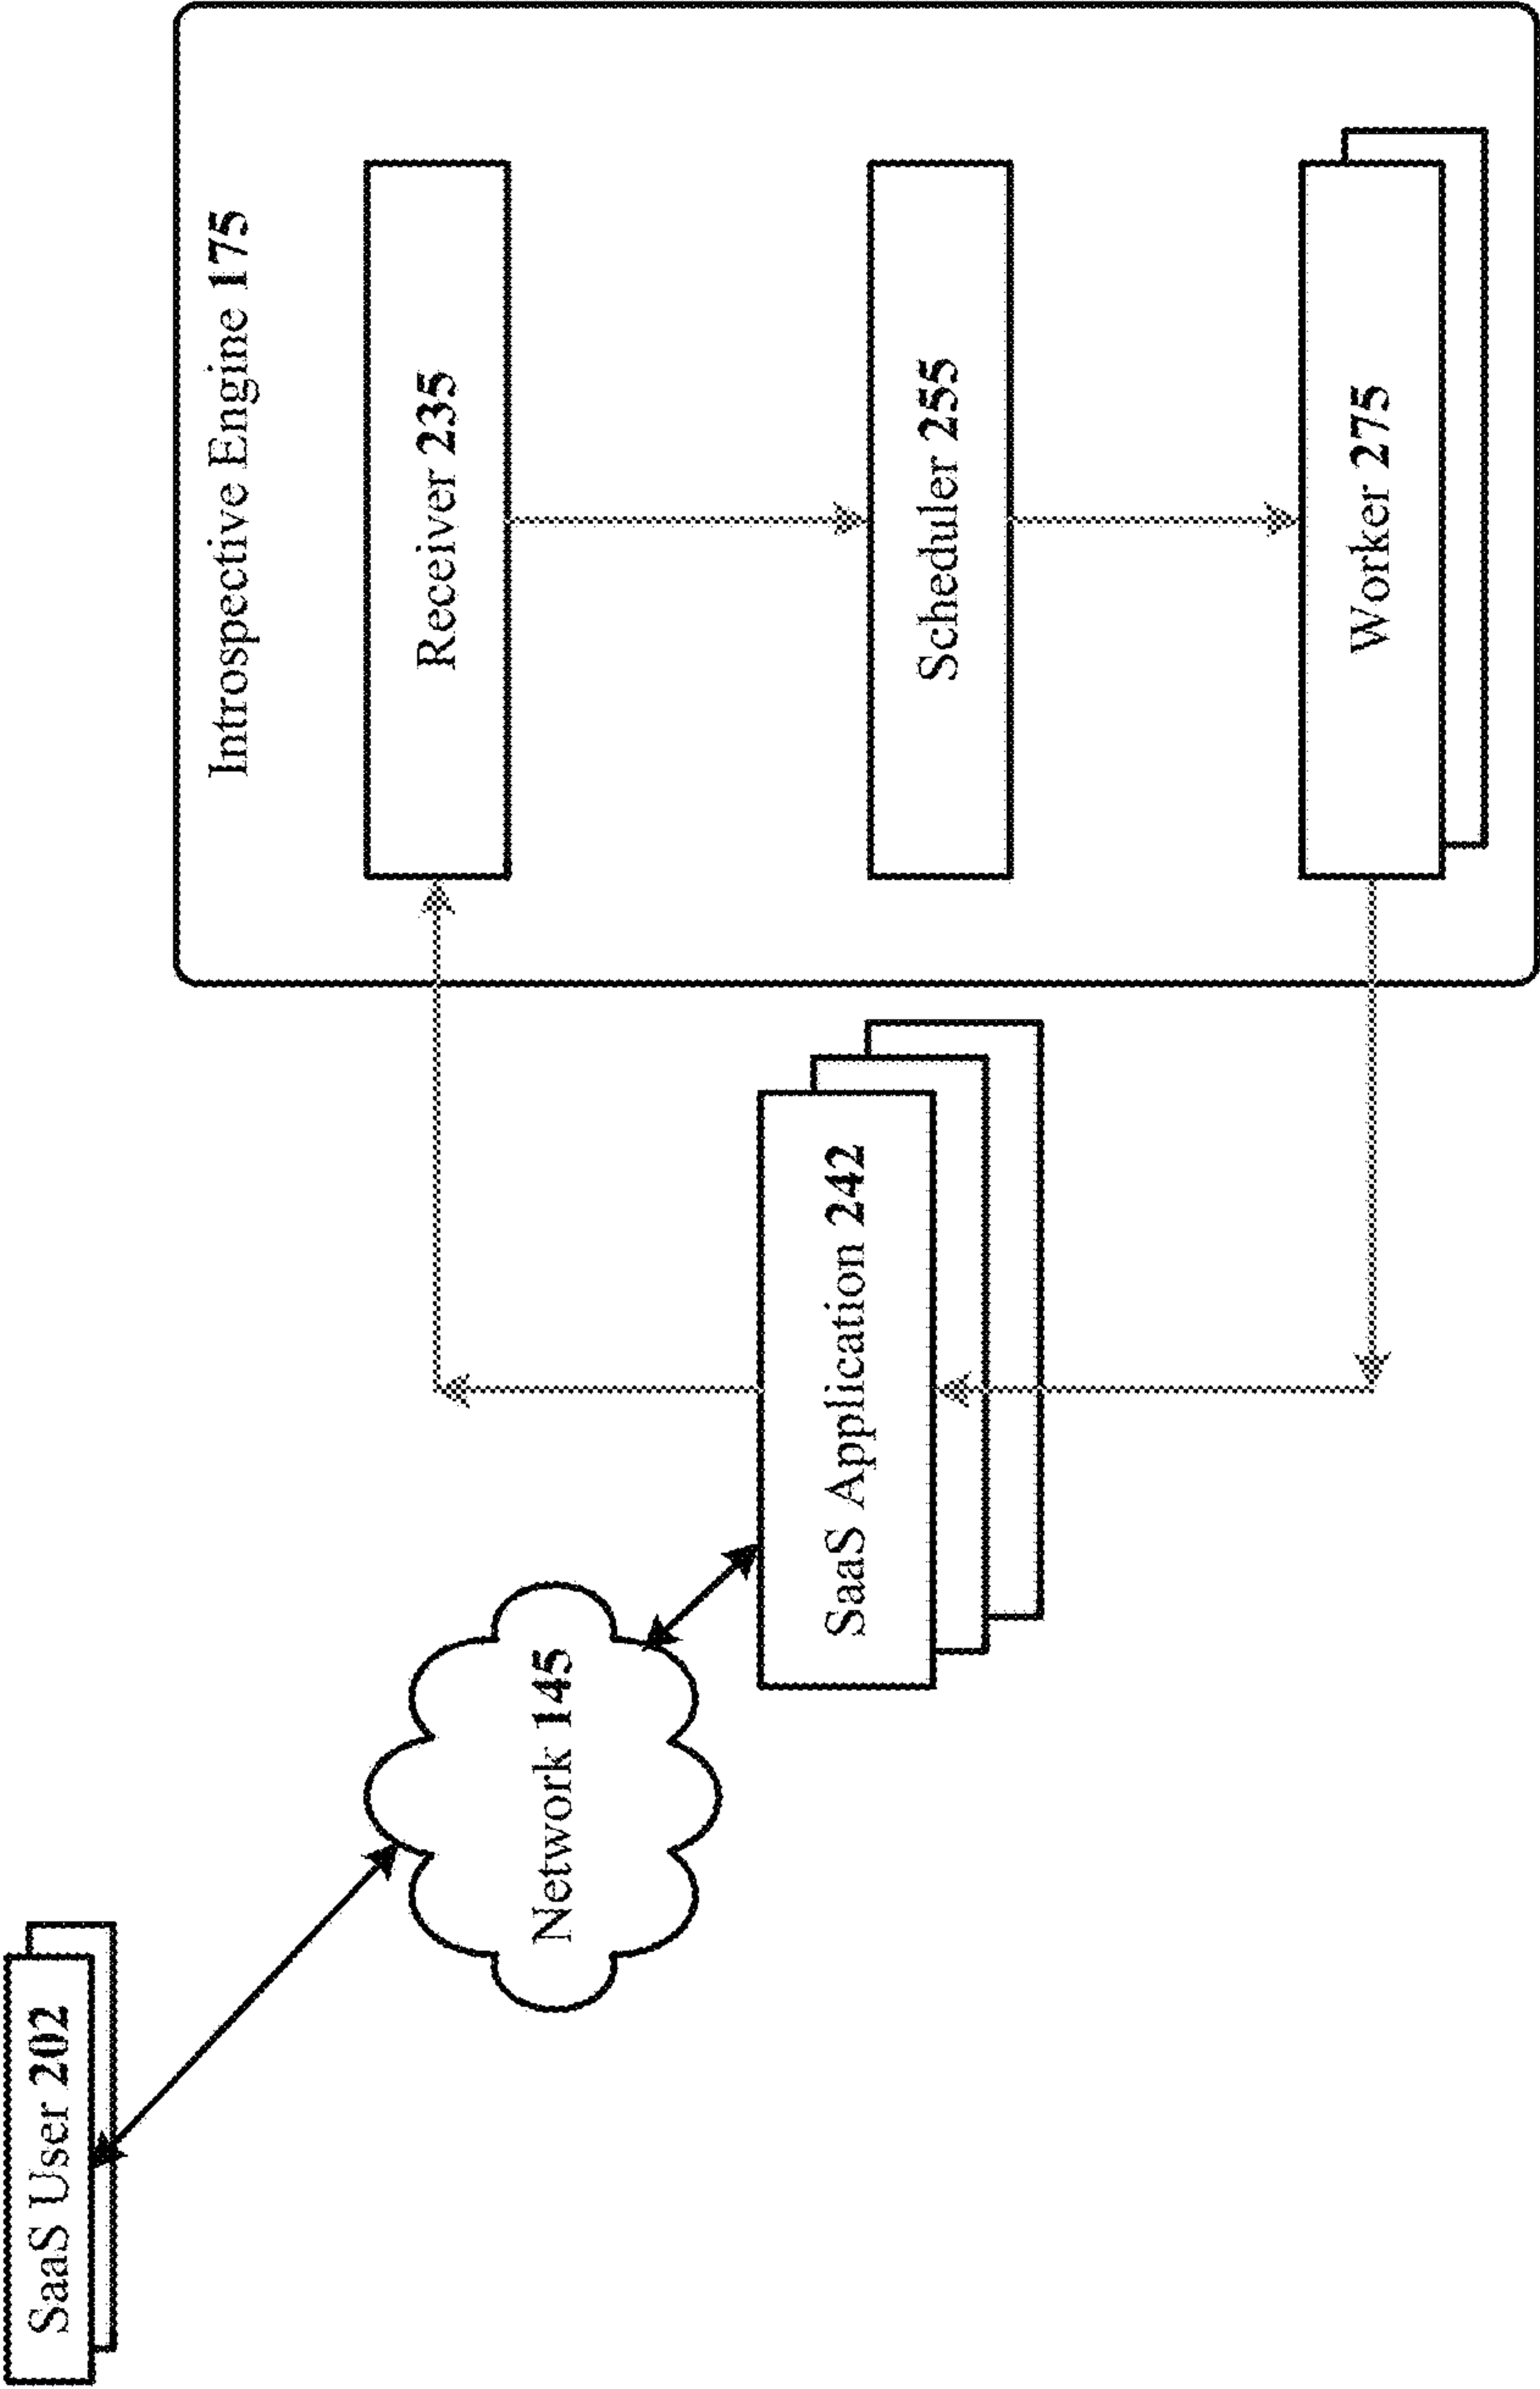 SaaS User 202
Network 145
SaaS Application 242
Introspective Engine 175
Receiver 235
Scheduler 255
Worker 275